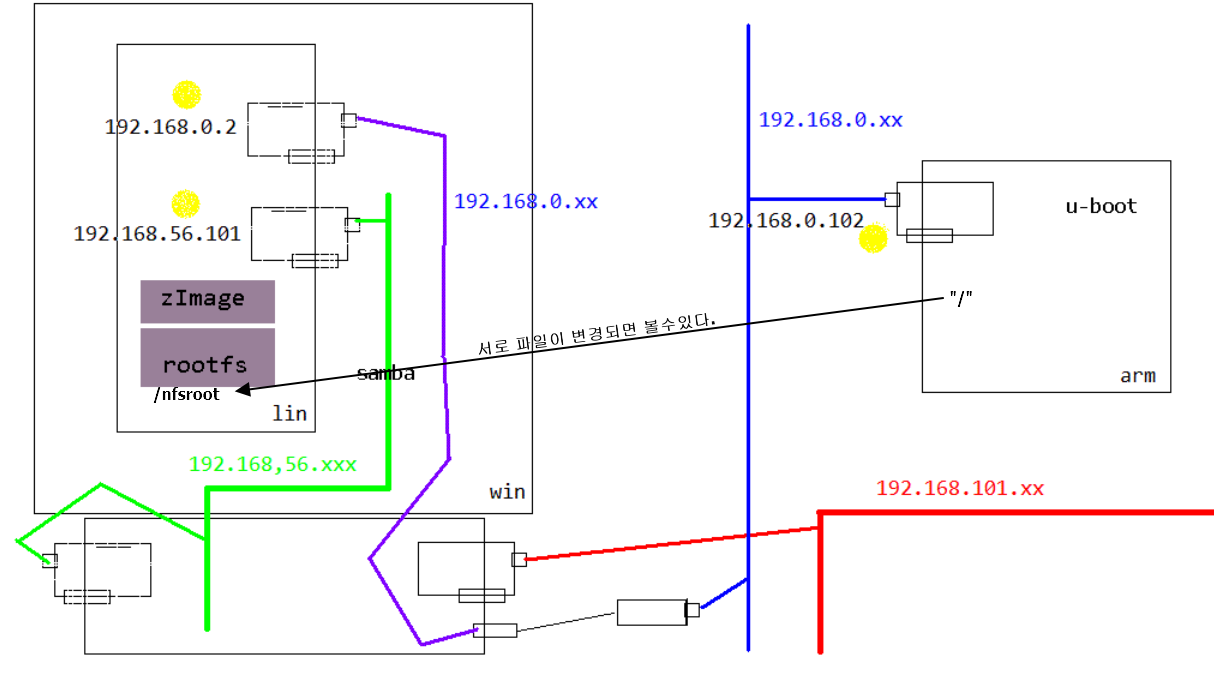 192.168.0.2
192.168.56.101
zImage
rootfs
/nfsroot
lin
samba
192.168.0.xx
192.168,56.xxx
win
서로 파일이 변경되면 볼수있다.
192.168.0.xx
192.168.0.102
u-boot
"/"
arm
192.168.101.xx